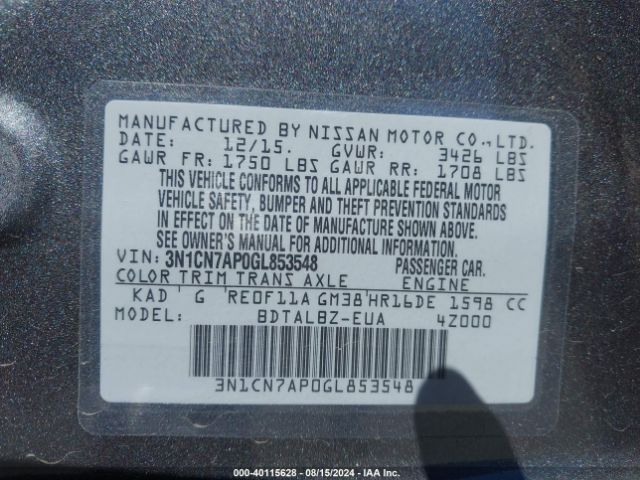 MANUFACTURED BY NISSAN MOTOR CO., LTD.
DATE: 12/15. GVWR: 3426 LBS
GAWR FR: 1750 LBS GAWR RR: 1708 LBS
THIS VEHICLE CONFORMS TO ALL APPLICABLE FEDERAL MOTOR
VEHICLE SAFETY, BUMPER AND THEFT PREVENTION STANDARDS
IN EFFECT ON THE DATE OF MANUFACTURE SHOWN ABOVE.
SEE OWNER'S MANUAL FOR ADDITIONAL INFORMATION.
VIN: 3N1CN7AP0GL853548 PASSENGER CAR.
COLOR TRIM TRANS AXLE ENGINE
KAD G RE0F11A GM38 HR16DE 1598 CC
MODEL: BDTALBZ-EUA 4Z000
3N1CN7AP0GL853548
000-40115628 - 08/15/2024 - IAA Inc.